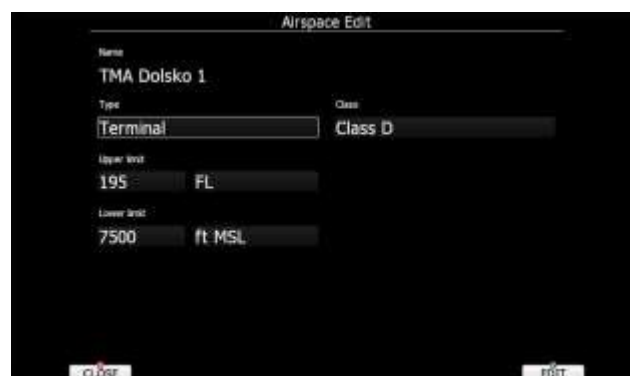 Airspace Edit
Name
TMA Dolsko 1
Type
Class
Terminal
Class D
Upper limit
195
FL
Lower limit
7500
ft MSL
CLOSE
EDIT